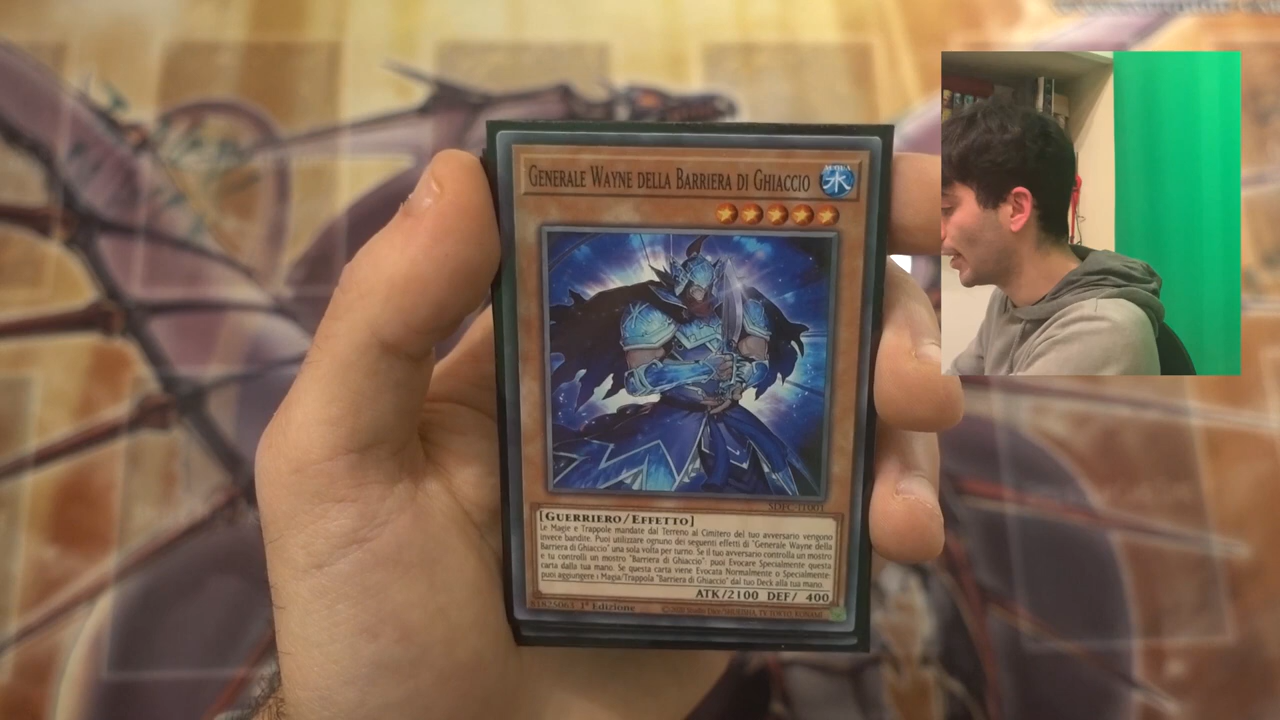 GENERALE WAYNE DELLA BARRIERA DI GHIACCIO
ACQUA
水
SDFC-IT001
[GUERRIERO/EFFETTO]
Le Magie e Trappole mandate dal Terreno al Cimitero del tuo avversario vengono
invece bandite. Puoi utilizzare ognuno dei seguenti effetti di "Generale Wayne della
Barriera di Ghiaccio" una sola volta per turno. Se il tuo avversario controlla un mostro
e tu controlli un mostro "Barriera di Ghiaccio": puoi Evocare Specialmente questa
carta dalla tua mano. Se questa carta viene Evocata Normalmente o Specialmente:
puoi aggiungere 1 Magia/Trappola "Barriera di Ghiaccio" dal tuo Deck alla tua mano.
ATK/2100 DEF/ 400
1ª Edizione